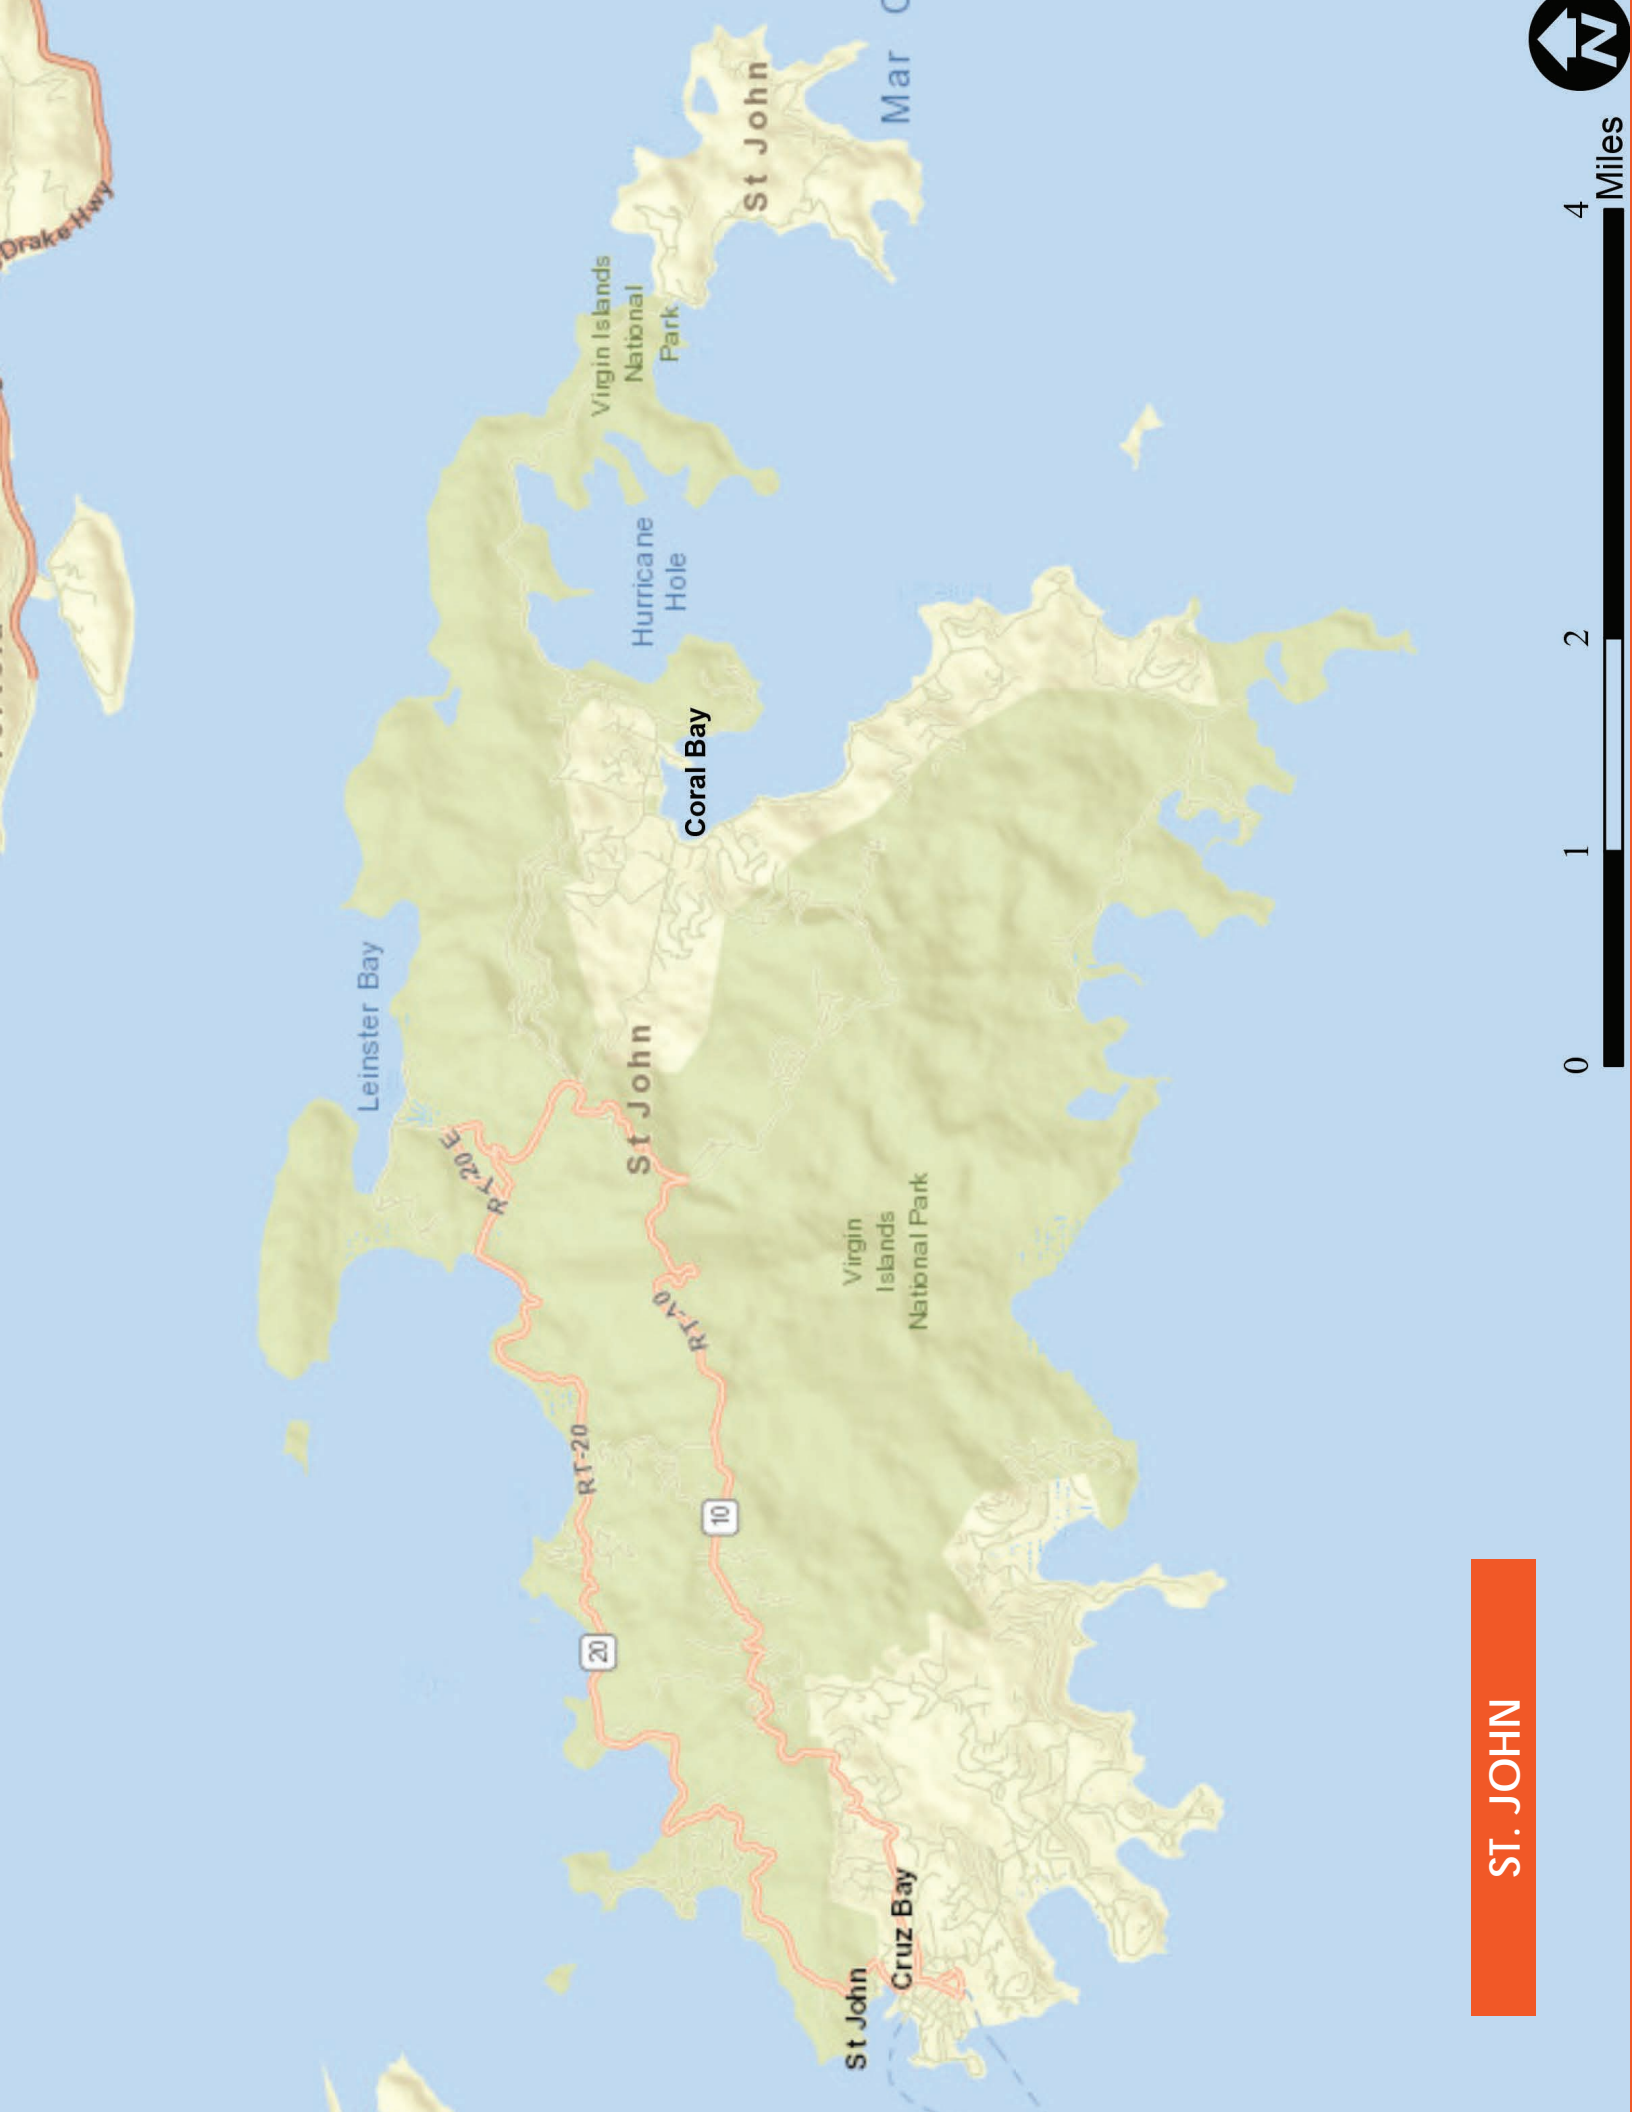 Drake Hwy
St John
Mar
Virgin Islands
National
Park
Hurricane
Hole
Coral Bay
Leinster Bay
St John
RT-20 E
RT-10
Virgin
Islands
National Park
RT-20
10
20
Cruz Bay
St John
ST. JOHN
0
1
2
4
Miles
N